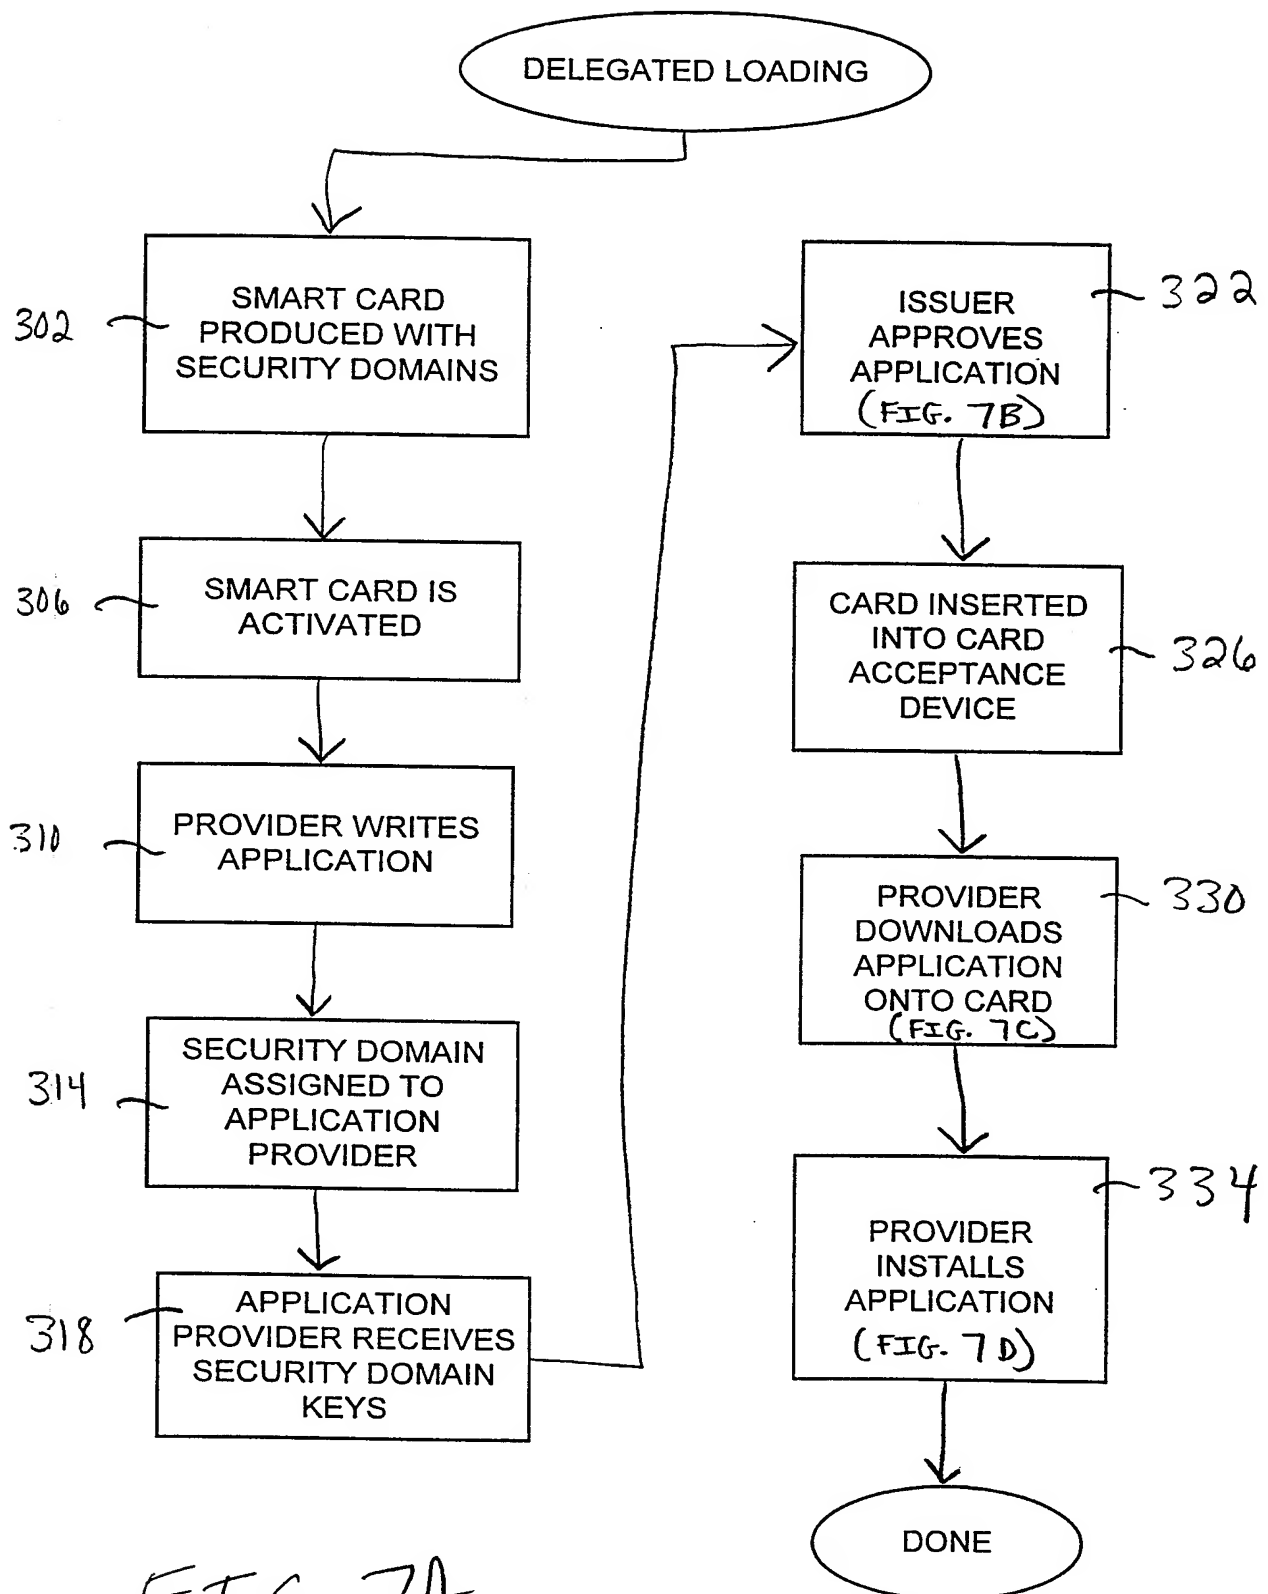 DELEGATED LOADING
302
SMART CARD
PRODUCED WITH
SECURITY DOMAINS
306
SMART CARD IS
ACTIVATED
310
PROVIDER WRITES
APPLICATION
314
SECURITY DOMAIN
ASSIGNED TO
APPLICATION
PROVIDER
318
APPLICATION
PROVIDER RECEIVES
SECURITY DOMAIN
KEYS
322
ISSUER
APPROVES
APPLICATION
(FIG. 7B)
326
CARD INSERTED
INTO CARD
ACCEPTANCE
DEVICE
330
PROVIDER
DOWNLOADS
APPLICATION
ONTO CARD
(FIG. 7C)
334
PROVIDER
INSTALLS
APPLICATION
(FIG. 7D)
DONE
FIG. 7A